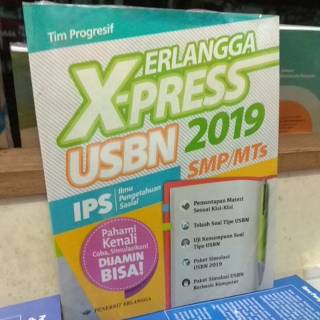 Tim Progresif
ERLANGGA
X-PRESS
USBN 2019
SMP/MTs
IPS
Ilmu
Pengetahuan
Sosial
Pahami
Kenali
Coba, Simulasikan!
DIJAMIN
BISA!
Pemantapan Materi
Sesuai Kisi-Kisi
Telaah Soal Tipe USBN
Uji Kemampuan Soal
Tipe USBN
Paket Simulasi
USBN 2019
Paket Simulasi USBN
Berbasis Komputer
PENERBIT ERLANGGA